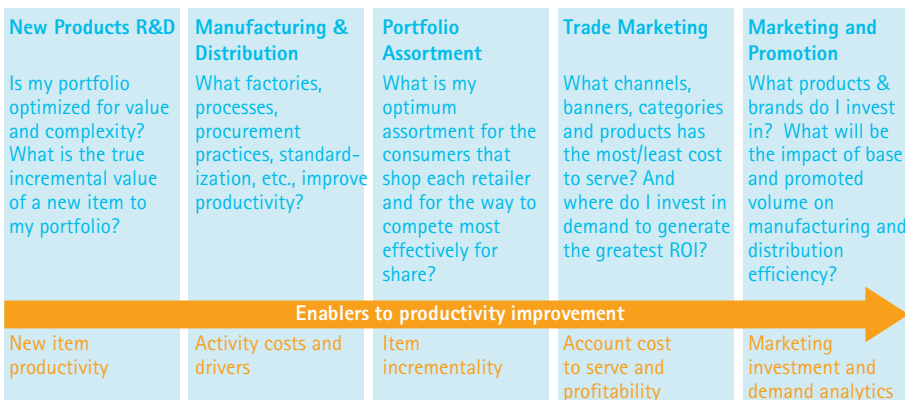 New Products R&D
Is my portfolio
optimized for value
and complexity?
What is the true
incremental value
of a new item to
my portfolio?
Manufacturing &
Distribution
What factories,
processes,
procurement
practices, standard-
ization, etc., improve
productivity?
Portfolio
Assortment
What is my
optimum
assortment for the
consumers that
shop each retailer
and for the way to
compete most
effectively for
share?
Trade Marketing
What channels,
banners, categories
and products has
the most/least cost
to serve? And
where do I invest in
demand to generate
the greatest ROI?
Marketing and
Promotion
What products &
brands do I invest
in? What will be
the impact of base
and promoted
volume on
manufacturing and
distribution
efficiency?
Enablers to productivity improvement
New item
productivity
Activity costs and
drivers
Item
incrementality
Account cost
to serve and
profitability
Marketing
investment and
demand analytics